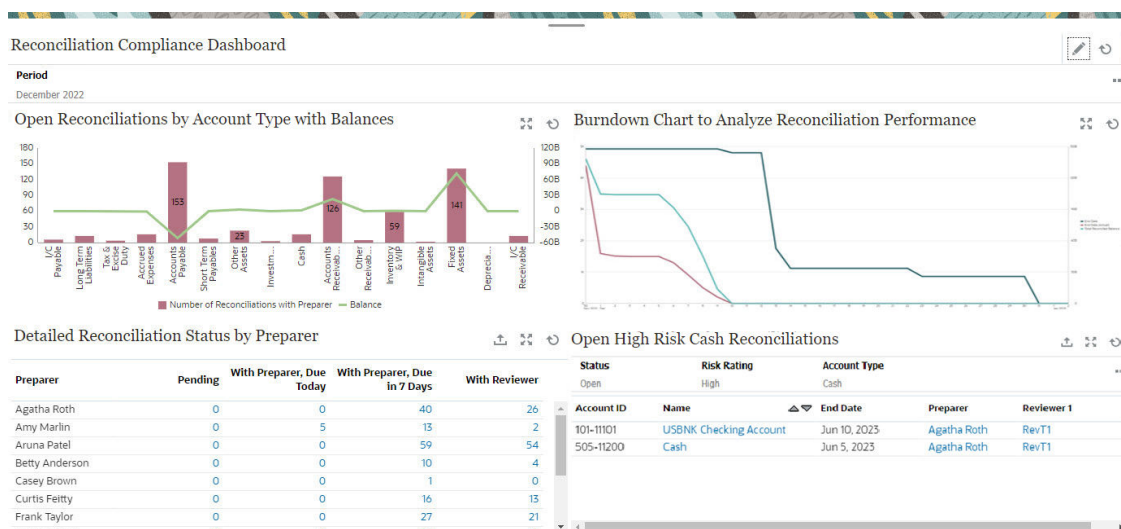 Reconciliation Compliance Dashboard
Period
December 2022
Open Reconciliations by Account Type with Balances
180
150
120
90
60
30
0
120B
90B
60B
30B
0
-30B
-60B
153
23
126
59
141
I/C Payable
Long Term Liabilities
Tax & Excise Duty
Accrued Expenses
Accounts Payable
Short Term Payables
Other Assets
Investm...
Cash
Accounts Receivab...
Other Receivab...
Inventory & WIP
Intangible Assets
Fixed Assets
Deprecia...
I/C Receivable
Number of Reconciliations with Preparer
Balance
Burndown Chart to Analyze Reconciliation Performance
Detailed Reconciliation Status by Preparer
Preparer Pending With Preparer, Due Today With Preparer, Due in 7 Days With Reviewer
Agatha Roth 0 0 40 26
Amy Marlin 0 5 13 2
Aruna Patel 0 0 59 54
Betty Anderson 0 0 10 4
Casey Brown 0 0 1 0
Curtis Feitty 0 0 16 13
Frank Taylor 0 0 27 21
Open High Risk Cash Reconciliations
Status Risk Rating Account Type
Open High Cash
Account ID Name End Date Preparer Reviewer 1
101-11101 USBNK Checking Account Jun 10, 2023 Agatha Roth RevT1
505-11200 Cash Jun 5, 2023 Agatha Roth RevT1